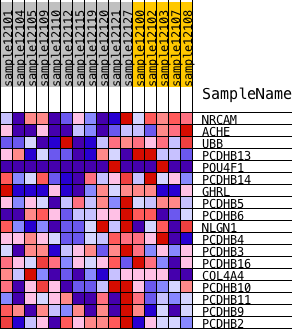 sample12101
sample12104
sample12105
sample12109
sample12110
sample12112
sample12115
sample12119
sample12120
sample12121
sample12122
sample12100
sample12102
sample12103
sample12107
sample12108
SampleName
NRCAM
ACHE
UBB
PCDHB13
POU4F1
PCDHB14
GHRL
PCDHB5
PCDHB6
NLGN1
PCDHB4
PCDHB3
PCDHB16
COL4A4
PCDHB10
PCDHB11
PCDHB9
PCDHB2